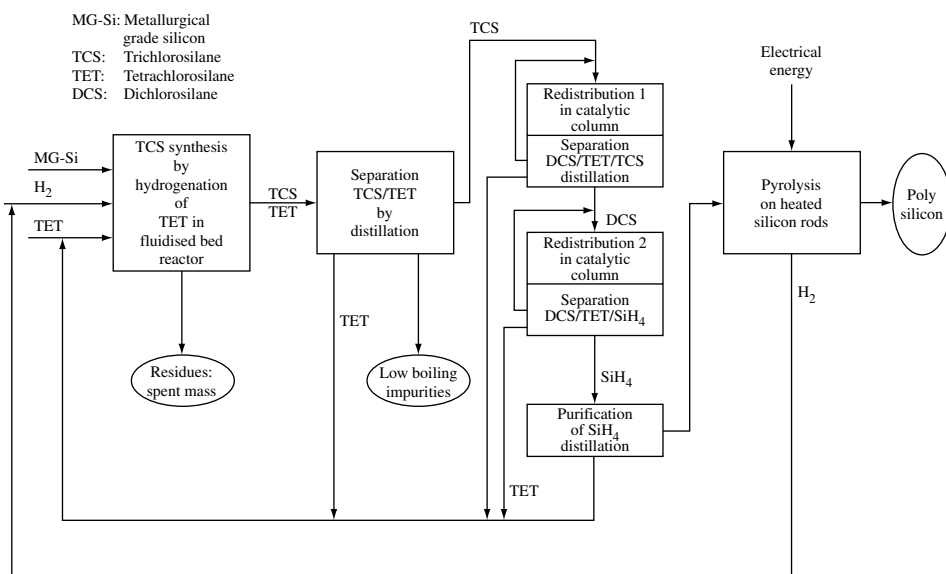 MG-Si: Metallurgical
grade silicon
TCS: Trichlorosilane
TET: Tetrachlorosilane
DCS: Dichlorosilane
MG-Si
H2
TET
TCS synthesis
by
hydrogenation
of
TET in
fluidised bed
reactor
Residues:
spent mass
TCS
TET
Separation
TCS/TET
by
distillation
TET
Low boiling
impurities
TCS
Redistribution 1
in catalytic
column
Separation
DCS/TET/TCS
distillation
DCS
Redistribution 2
in catalytic
column
Separation
DCS/TET/SiH4
SiH4
Purification
of SiH4
distillation
TET
Electrical
energy
Pyrolysis
on heated
silicon rods
H2
Poly
silicon